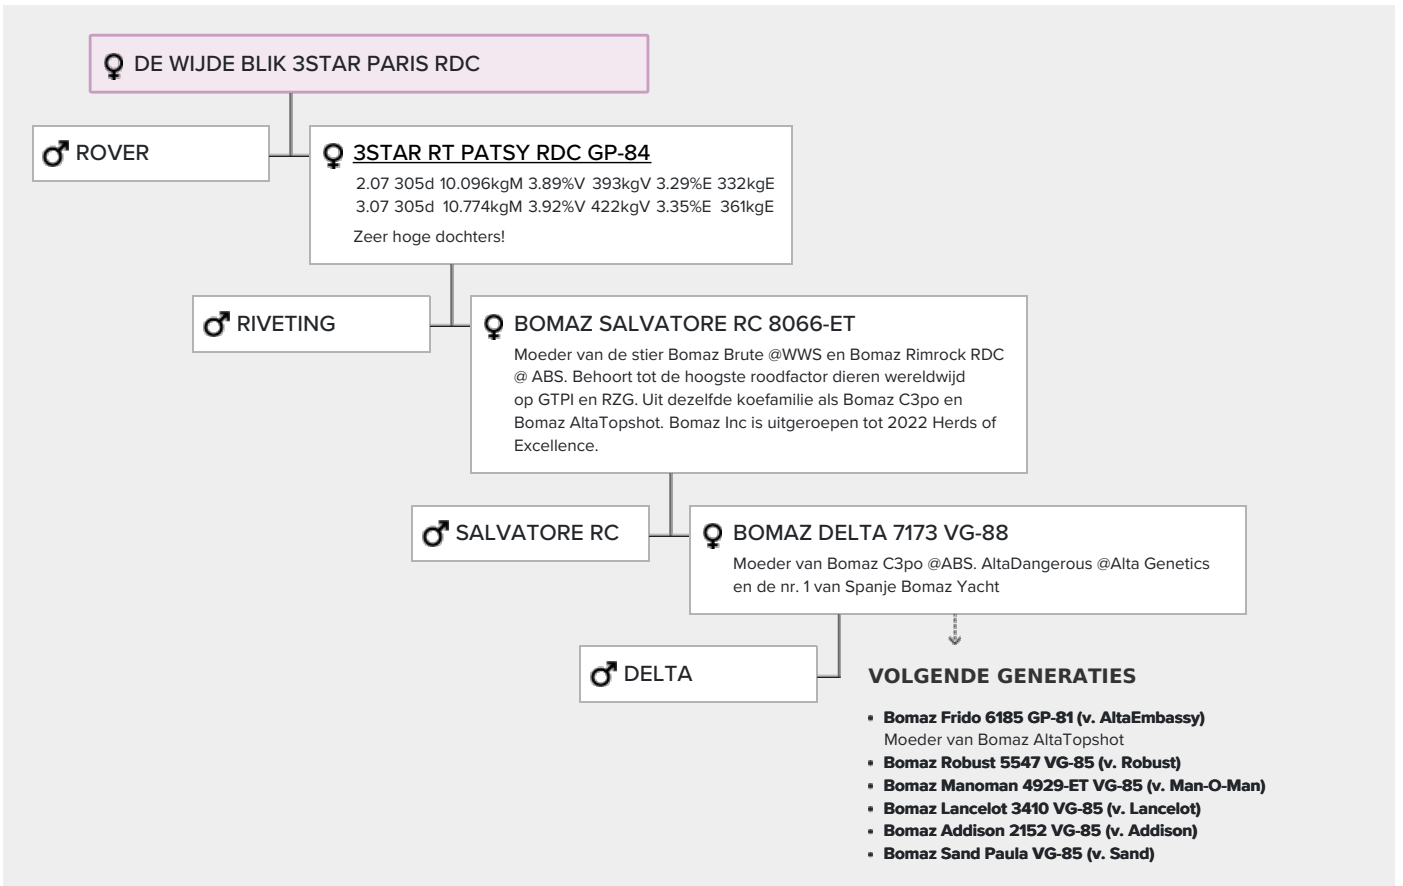 DE WIJDE BLIK 3STAR PARIS RDC
ROVER
3STAR RT PATSY RDC GP-84
2.07 305d 10.096kgM 3.89%V 393kgV 3.29%E 332kgE
3.07 305d 10.774kgM 3.92%V 422kgV 3.35%E 361kgE
Zeer hoge dochters!
RIVETING
BOMAZ SALVATORE RC 8066-ET
Moeder van de stier Bomaz Brute @WWS en Bomaz Rimrock RDC
@ ABS. Behoort tot de hoogste roodfactor dieren wereldwijd
op GTPI en RZG. Uit dezelfde koefamilie als Bomaz C3po en
Bomaz AltaTopshot. Bomaz Inc is uitgeroepen tot 2022 Herds of
Excellence.
SALVATORE RC
BOMAZ DELTA 7173 VG-88
Moeder van Bomaz C3po @ABS. AltaDangerous @Alta Genetics
en de nr. 1 van Spanje Bomaz Yacht
DELTA
VOLGENDE GENERATIES
• Bomaz Frido 6185 GP-81 (v. AltaEmbassy)
Moeder van Bomaz AltaTopshot
• Bomaz Robust 5547 VG-85 (v. Robust)
• Bomaz Manoman 4929-ET VG-85 (v. Man-O-Man)
• Bomaz Lancelot 3410 VG-85 (v. Lancelot)
• Bomaz Addison 2152 VG-85 (v. Addison)
• Bomaz Sand Paula VG-85 (v. Sand)